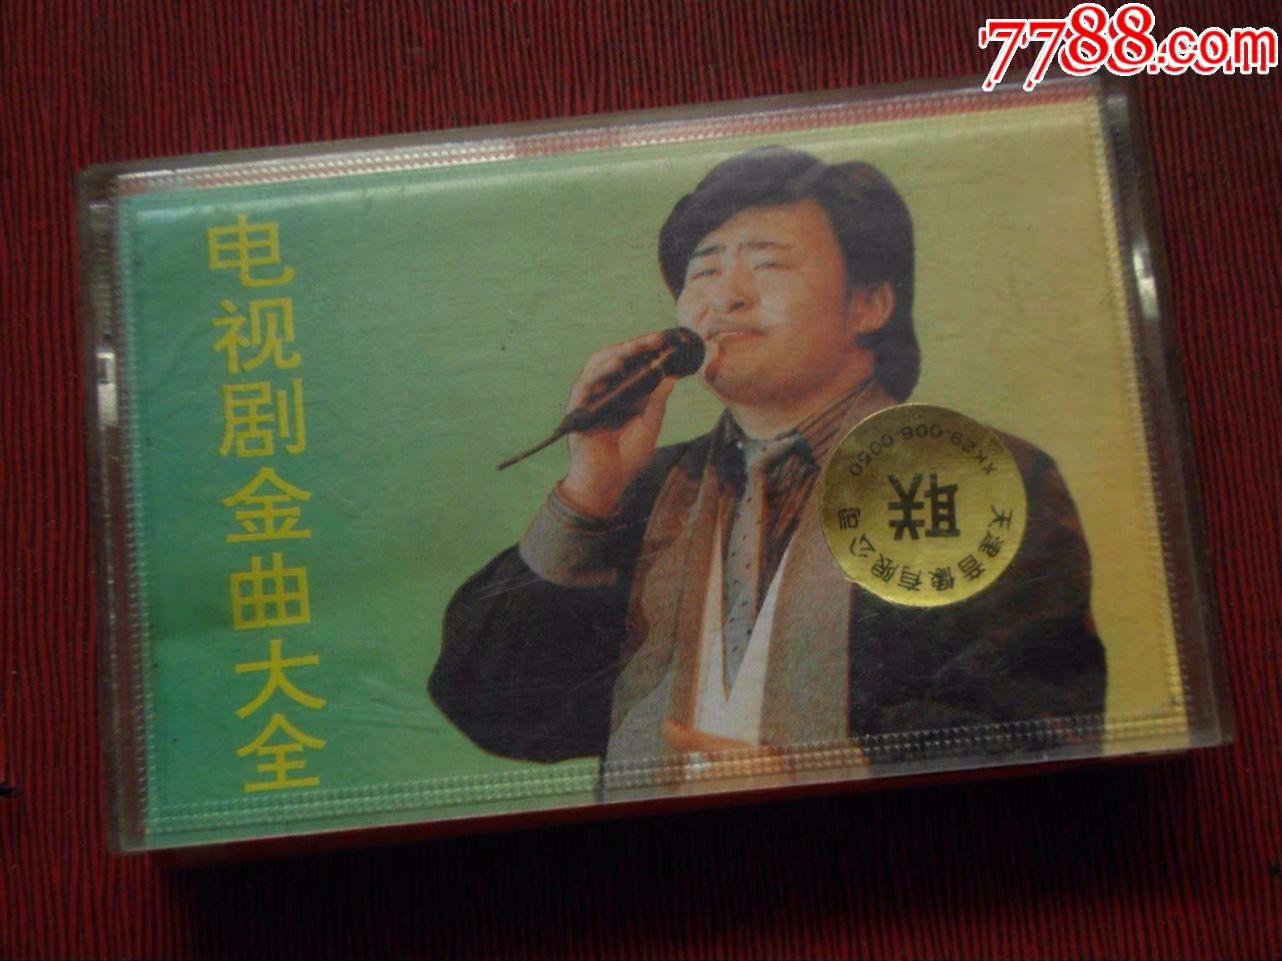 7788.com
电视剧金曲大全
XK29-006-0050
联
天津音像有限公司